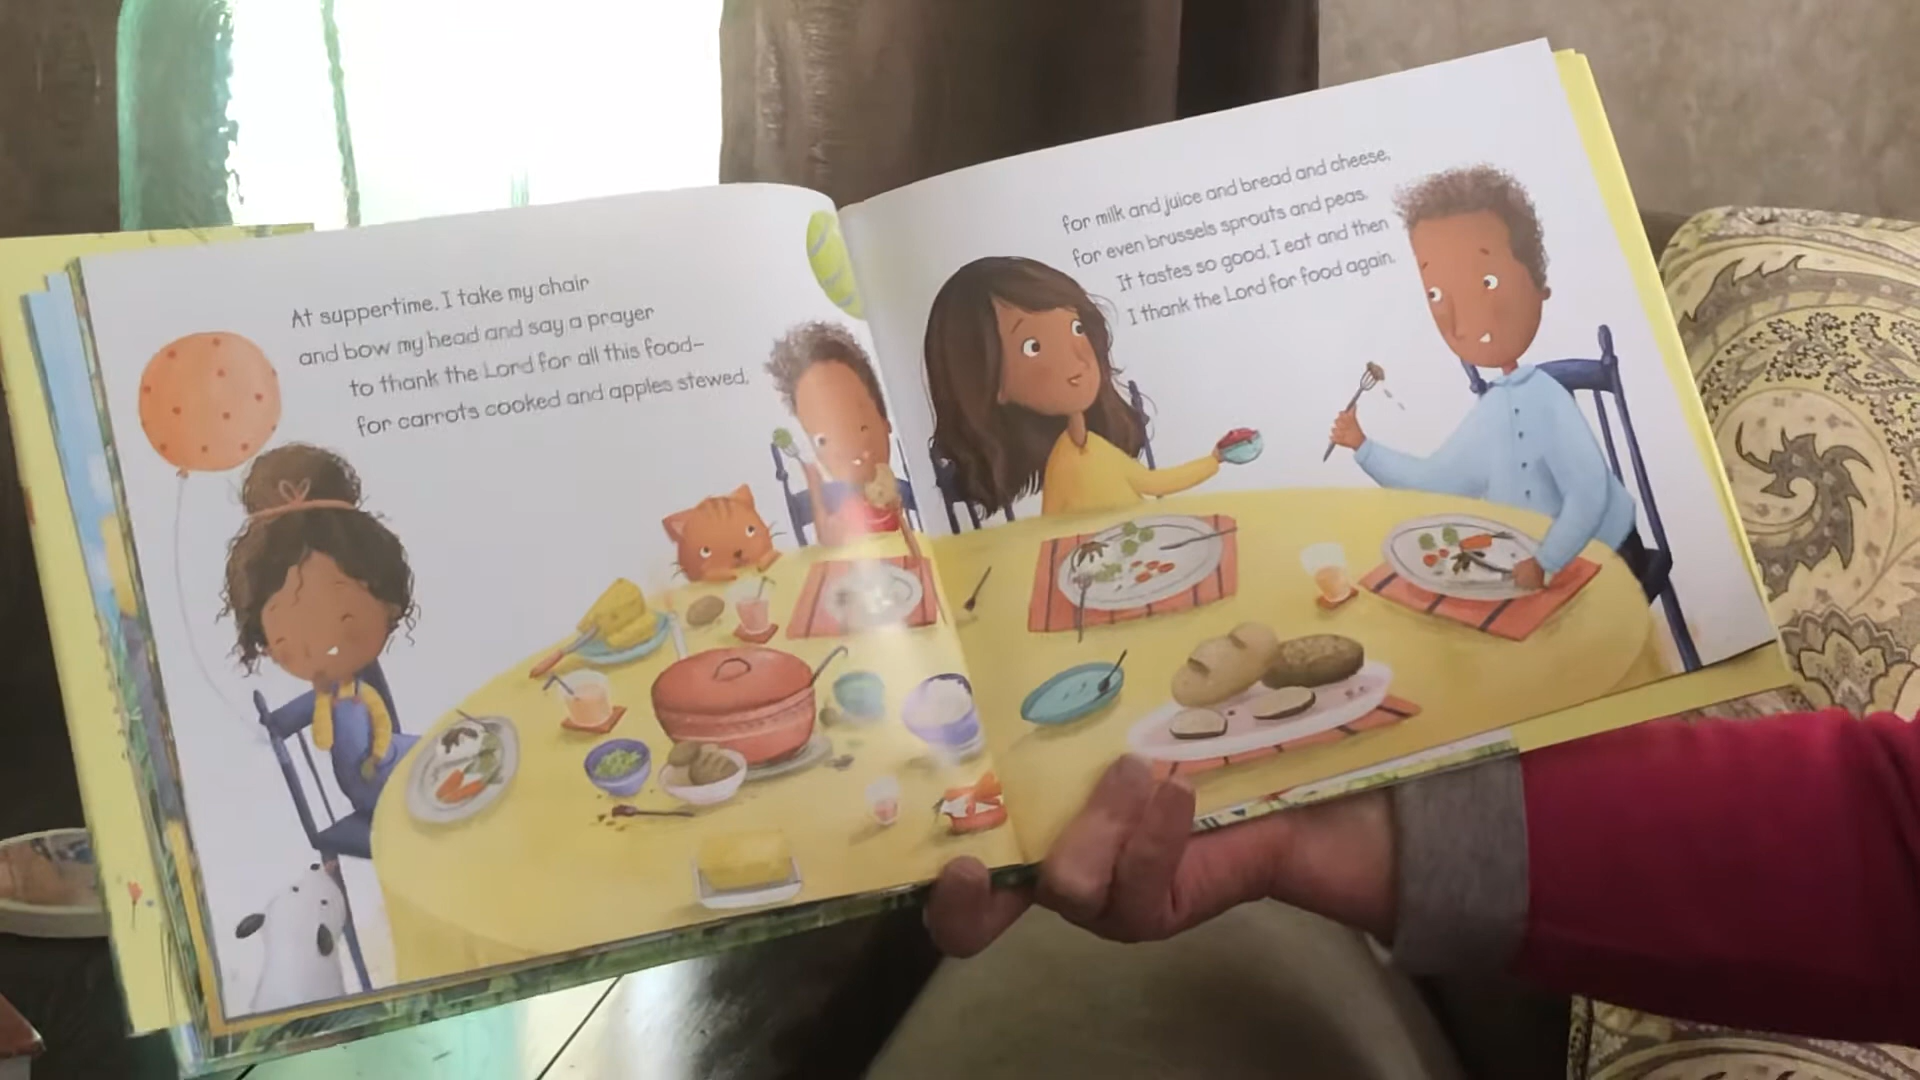 At suppertime, I take my chair
and bow my head and say a prayer
to thank the Lord for all this food—
for carrots cooked and apples stewed,
for milk and juice and bread and cheese,
for even brussels sprouts and peas.
It tastes so good, I eat and then
I thank the Lord for food again.